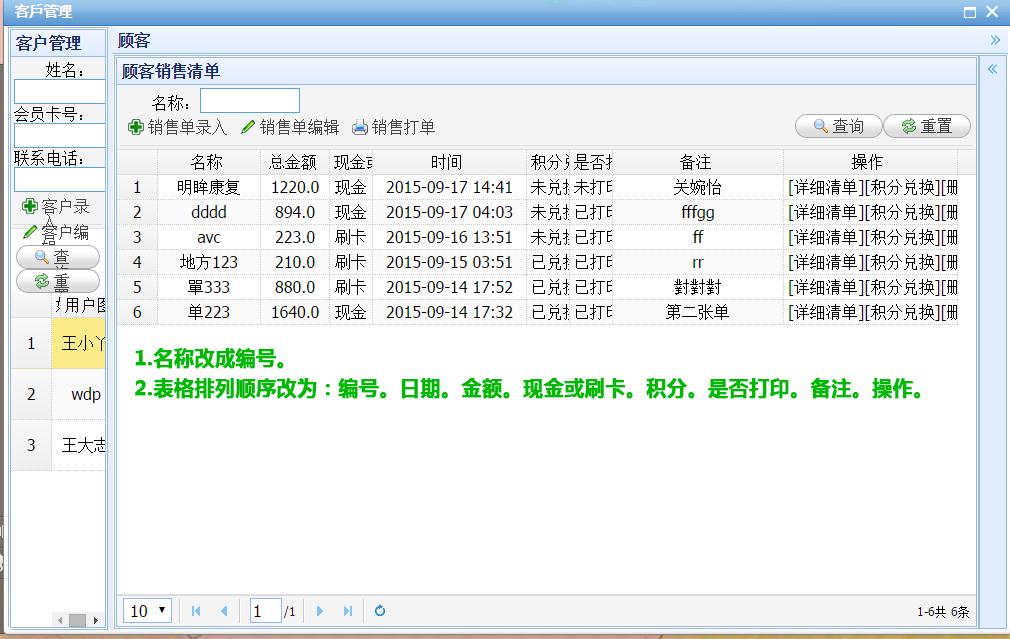 客戶管理
客户管理
姓名：
会员卡号：
联系电话：
客户录
客户编
查
重
用户图
1 王小丫
2 wdp
3 王大志
顾客
顾客销售清单
名称：
销售单录入 销售单编辑 销售打单 查询 重置
名称 总金额 现金或 时间 积分兑 是否打 备注 操作
1 明眸康复 1220.0 现金 2015-09-17 14:41 未兑换 未打印 关婉怡 [详细清单][积分兑换][删
2 dddd 894.0 现金 2015-09-17 04:03 未兑换 已打印 fffgg [详细清单][积分兑换][删
3 avc 223.0 刷卡 2015-09-16 13:51 未兑换 已打印 ff [详细清单][积分兑换][删
4 地方123 210.0 刷卡 2015-09-15 03:51 已兑换 已打印 rr [详细清单][积分兑换][删
5 單333 880.0 刷卡 2015-09-14 17:52 已兑换 已打印 對對對 [详细清单][积分兑换][删
6 单223 1640.0 现金 2015-09-14 17:32 已兑换 已打印 第二张单 [详细清单][积分兑换][删
1.名称改成编号。
2.表格排列顺序改为：编号。日期。金额。现金或刷卡。积分。是否打印。备注。操作。
10 1 /1 1-6共 6条